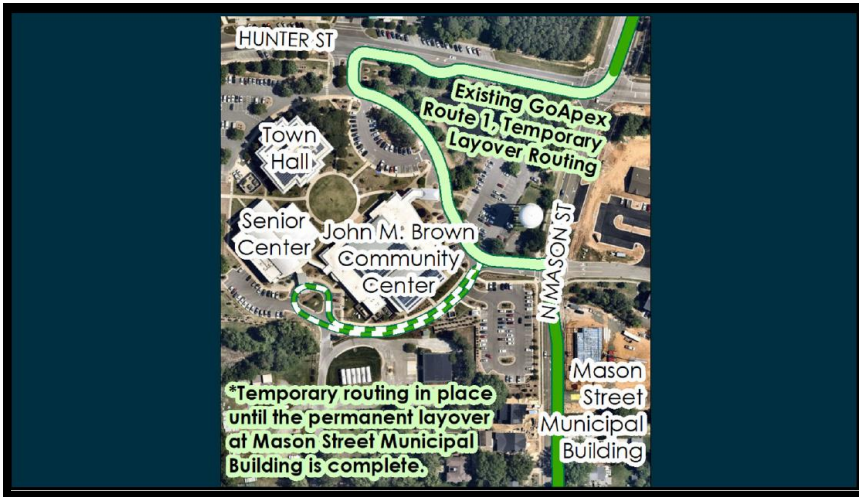 HUNTER ST
Existing GoApex
Route 1, Temporary
Layover Routing
Town
Hall
Senior
Center
John M. Brown
Community
Center
N MASON ST
Mason
Street
Municipal
Building
*Temporary routing in place
until the permanent layover
at Mason Street Municipal
Building is complete.